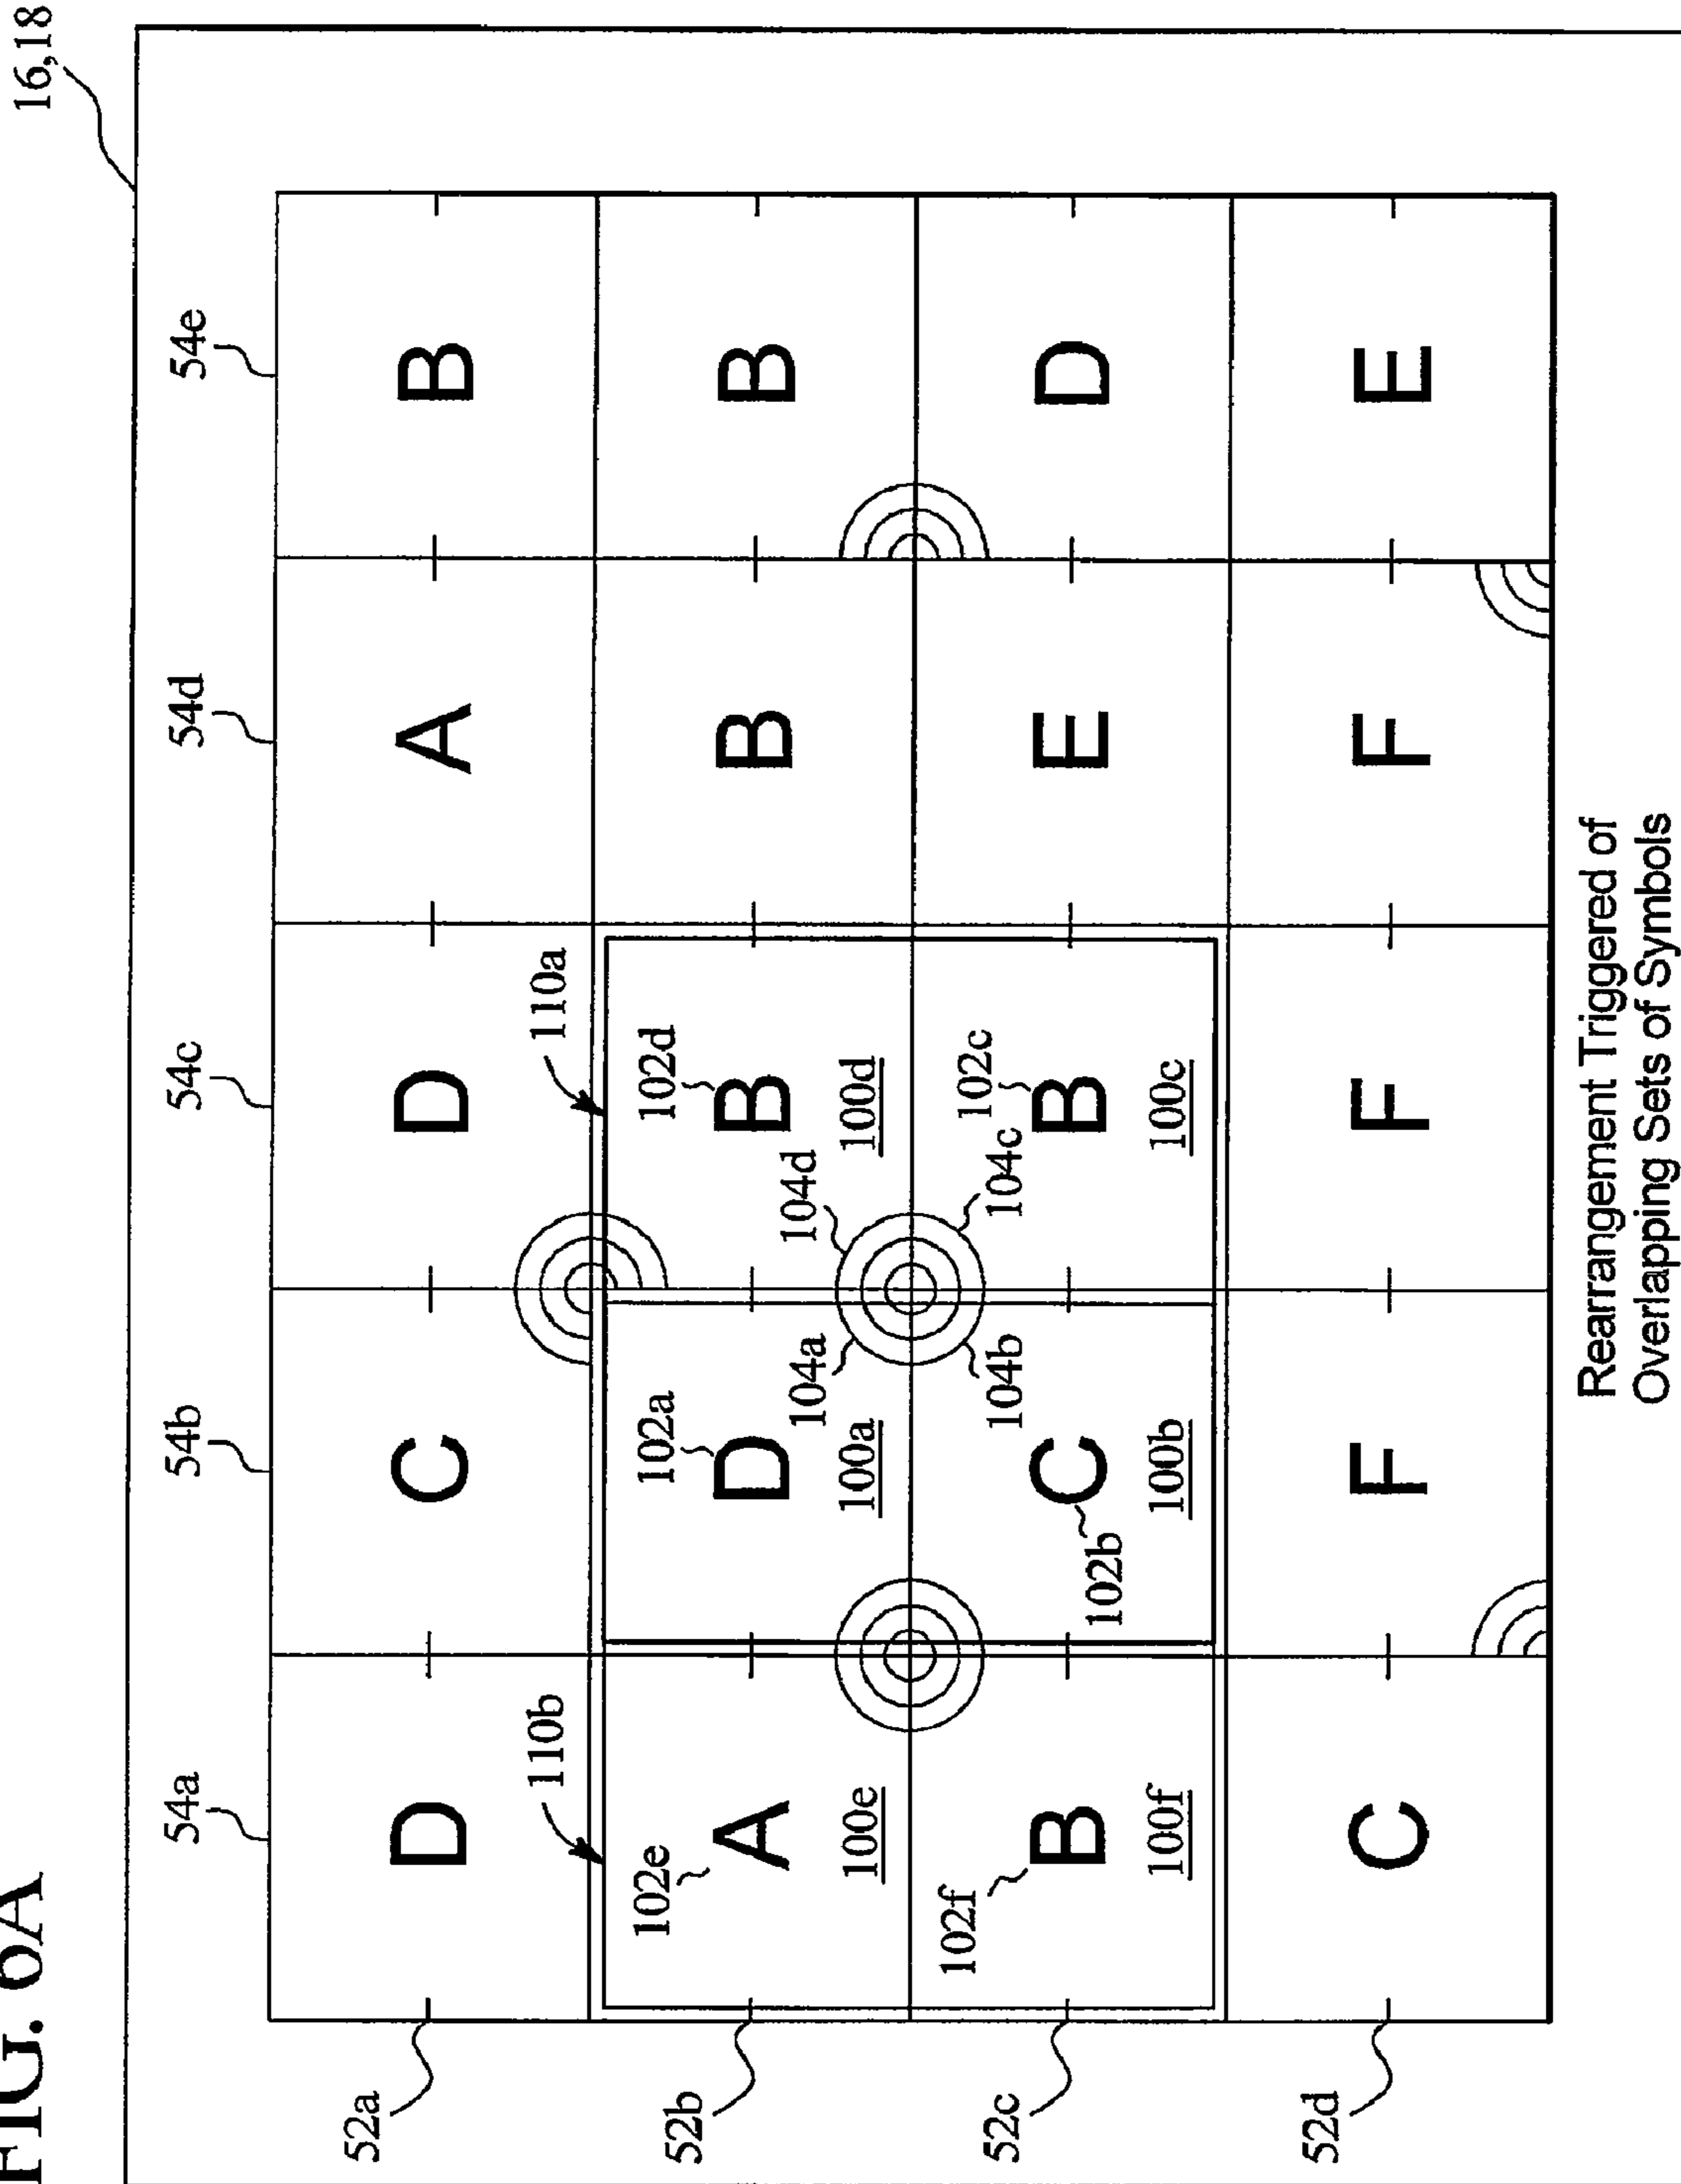 FIG. 6A
16,18
54a 54b 54c 54d 54e
52a D C D A B
110b 110a
102e 102a 102d
52b A D B B B
104a 104d
100e 100a 100d
102f 102b 102c
52c B C B E D
104b 104c
100f 100b 100c
52d C F F F E
Rearrangement Triggered of
Overlapping Sets of Symbols